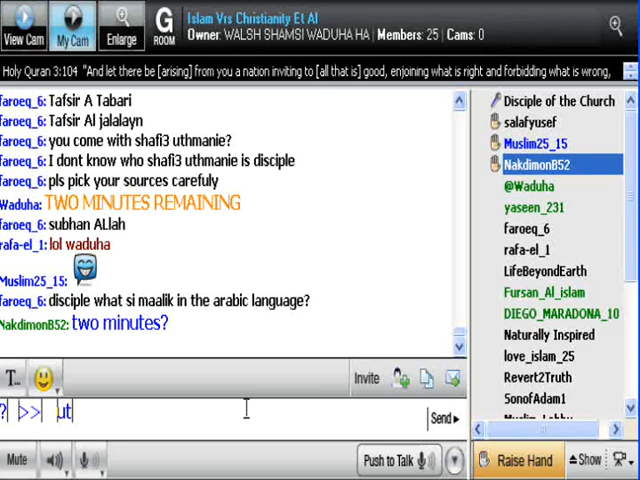 View Cam
My Cam
Enlarge
G
ROOM
Islam Vrs Christianity Et Al
Owner: WALSH SHAMSI WADUHA HA | Members: 25 | Cams: 0
Holy Quran 3:104 "And let there be [arising] from you a nation inviting to [all that is] good, enjoining what is right and forbidding what is wrong,
faroeq_6: Tafsir A Tabari
faroeq_6: Tafsir Al jalalayn
faroeq_6: you come with shafi3 uthmanie?
faroeq_6: I dont know who shafi3 uthmanie is disciple
faroeq_6: pls pick your sources carefuly
Waduha: TWO MINUTES REMAINING
faroeq_6: subhan ALlah
rafa-el_1: lol waduha
Muslim25_15:
faroeq_6: disciple what si maalik in the arabic language?
NakdimonB52: two minutes?
Disciple of the Church
salafyusef
Muslim25_15
NakdimonB52
@Waduha
yaseen_231
faroeq_6
rafa-el_1
LifeBeyondEarth
Fursan_Al_islam
DIEGO_MARADONA_10
Naturally Inspired
love_islam_25
Revert2Truth
SonofAdam1
T...
Invite
? >> ut
Send
Mute
Push to Talk
Raise Hand
Show